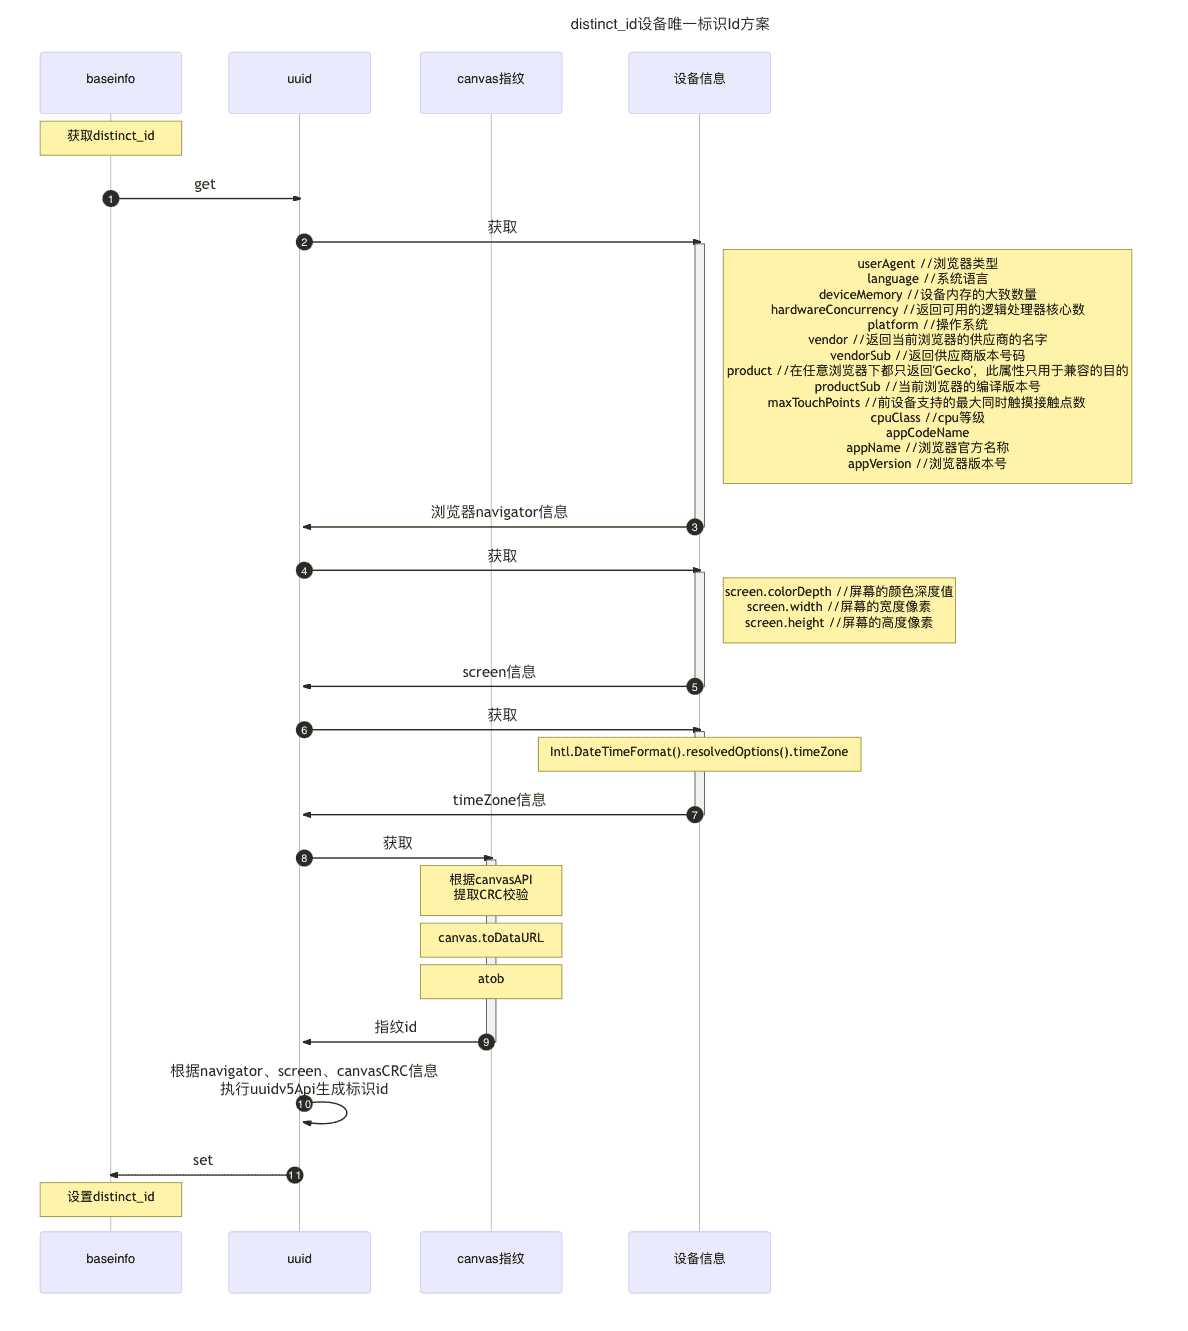 distinct_id设备唯一标识Id方案
baseinfo
uuid
canvas指纹
设备信息
获取distinct_id
1
get
2
获取
userAgent //浏览器类型
language //系统语言
deviceMemory //设备内存的大致数量
hardwareConcurrency //返回可用的逻辑处理器核心数
platform //操作系统
vendor //返回当前浏览器的供应商的名字
vendorSub //返回供应商版本号码
product //在任意浏览器下都只返回'Gecko'，此属性只用于兼容的目的
productSub //当前浏览器的编译版本号
maxTouchPoints //前设备支持的最大同时触摸接触点数
cpuClass //cpu等级
appCodeName
appName //浏览器官方名称
appVersion //浏览器版本号
浏览器navigator信息
3
4
获取
screen.colorDepth //屏幕的颜色深度值
screen.width //屏幕的宽度像素
screen.height //屏幕的高度像素
screen信息
5
6
获取
Intl.DateTimeFormat().resolvedOptions().timeZone
timeZone信息
7
8
获取
根据canvasAPI
提取CRC校验
canvas.toDataURL
atob
指纹id
9
根据navigator、screen、canvasCRC信息
执行uuidv5Api生成标识id
10
set
11
设置distinct_id
baseinfo
uuid
canvas指纹
设备信息